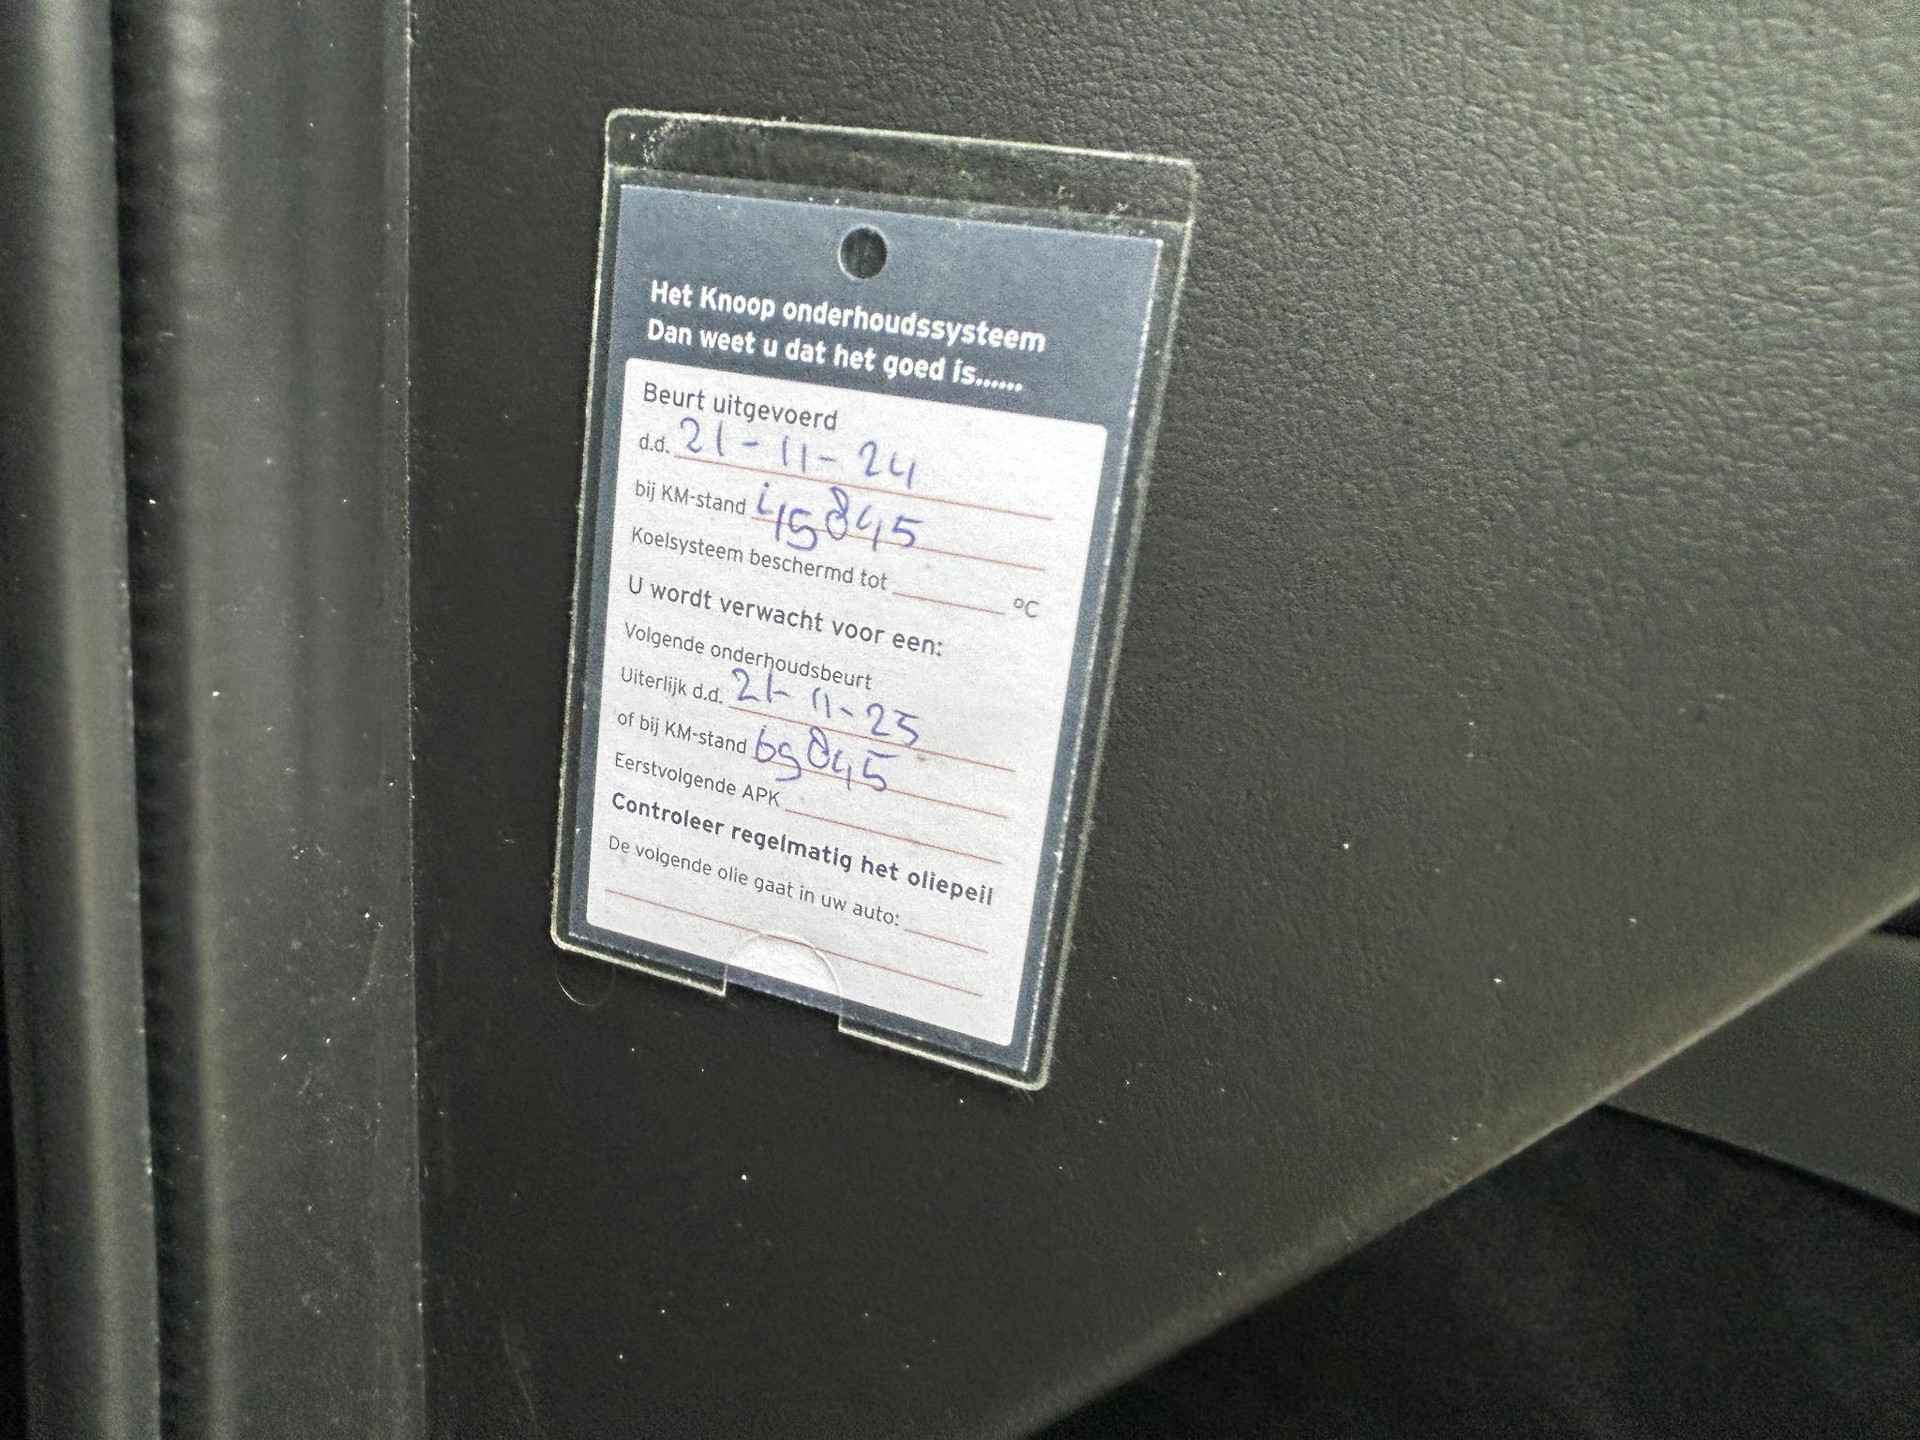 Het Knoop onderhoudssysteem
Dan weet u dat het goed is......
Beurt uitgevoerd
d.d. 21-11-24
bij KM-stand 45845
Koelsysteem beschermd tot ºC
U wordt verwacht voor een:
Volgende onderhoudsbeurt
Uiterlijk d.d. 21-11-25
of bij KM-stand 65845
Eerstvolgende APK
Controleer regelmatig het oliepeil
De volgende olie gaat in uw auto: